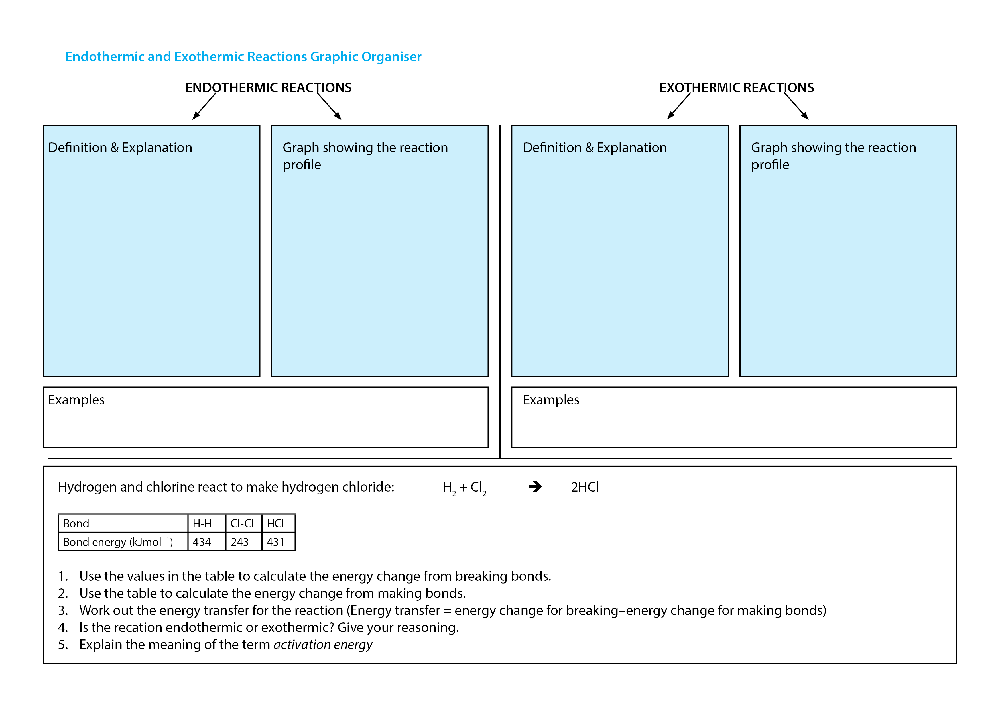 Endothermic and Exothermic Reactions Graphic Organiser
ENDOTHERMIC REACTIONS
Definition & Explanation
Graph showing the reaction
profile
Examples
EXOTHERMIC REACTIONS
Definition & Explanation
Graph showing the reaction
profile
Examples
Hydrogen and chlorine react to make hydrogen chloride: H₂ + Cl₂ ➔ 2HCl
Bond H-H Cl-Cl HCl
Bond energy (kJmol ⁻¹) 434 243 431
1. Use the values in the table to calculate the energy change from breaking bonds.
2. Use the table to calculate the energy change from making bonds.
3. Work out the energy transfer for the reaction (Energy transfer = energy change for breaking–energy change for making bonds)
4. Is the recation endothermic or exothermic? Give your reasoning.
5. Explain the meaning of the term activation energy